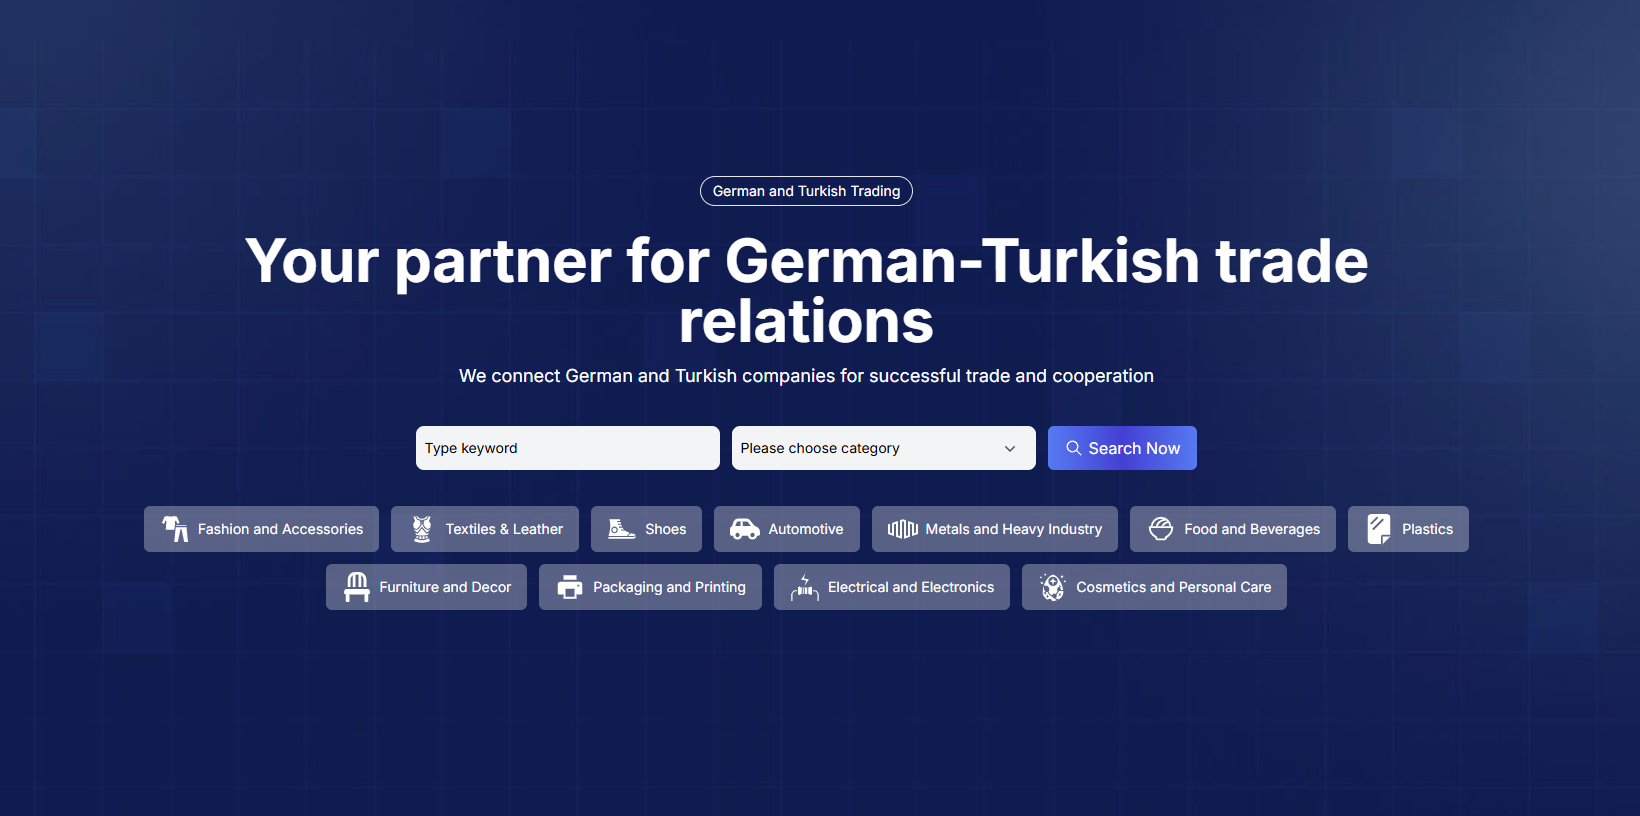 German and Turkish Trading
Your partner for German-Turkish trade
relations
We connect German and Turkish companies for successful trade and cooperation
Type keyword
Please choose category
Search Now
Fashion and Accessories
Textiles & Leather
Shoes
Automotive
Metals and Heavy Industry
Food and Beverages
Plastics
Furniture and Decor
Packaging and Printing
Electrical and Electronics
Cosmetics and Personal Care